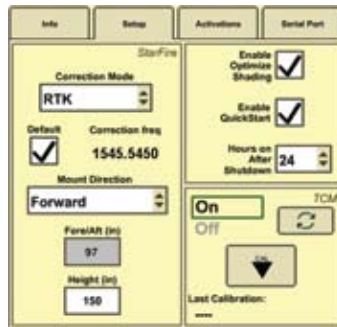 Info Setup Activations Serial Port
StarFire
Correction Mode
RTK
Default Correction freq
1545.5450
Mount Direction
Forward
Fore/Aft (in)
97
Height (in)
150
Enable
Optimize
Shading
Enable
QuickStart
Hours on
After
Shutdown
24
TCM
On
Off
CAL
Last Calibration:
----